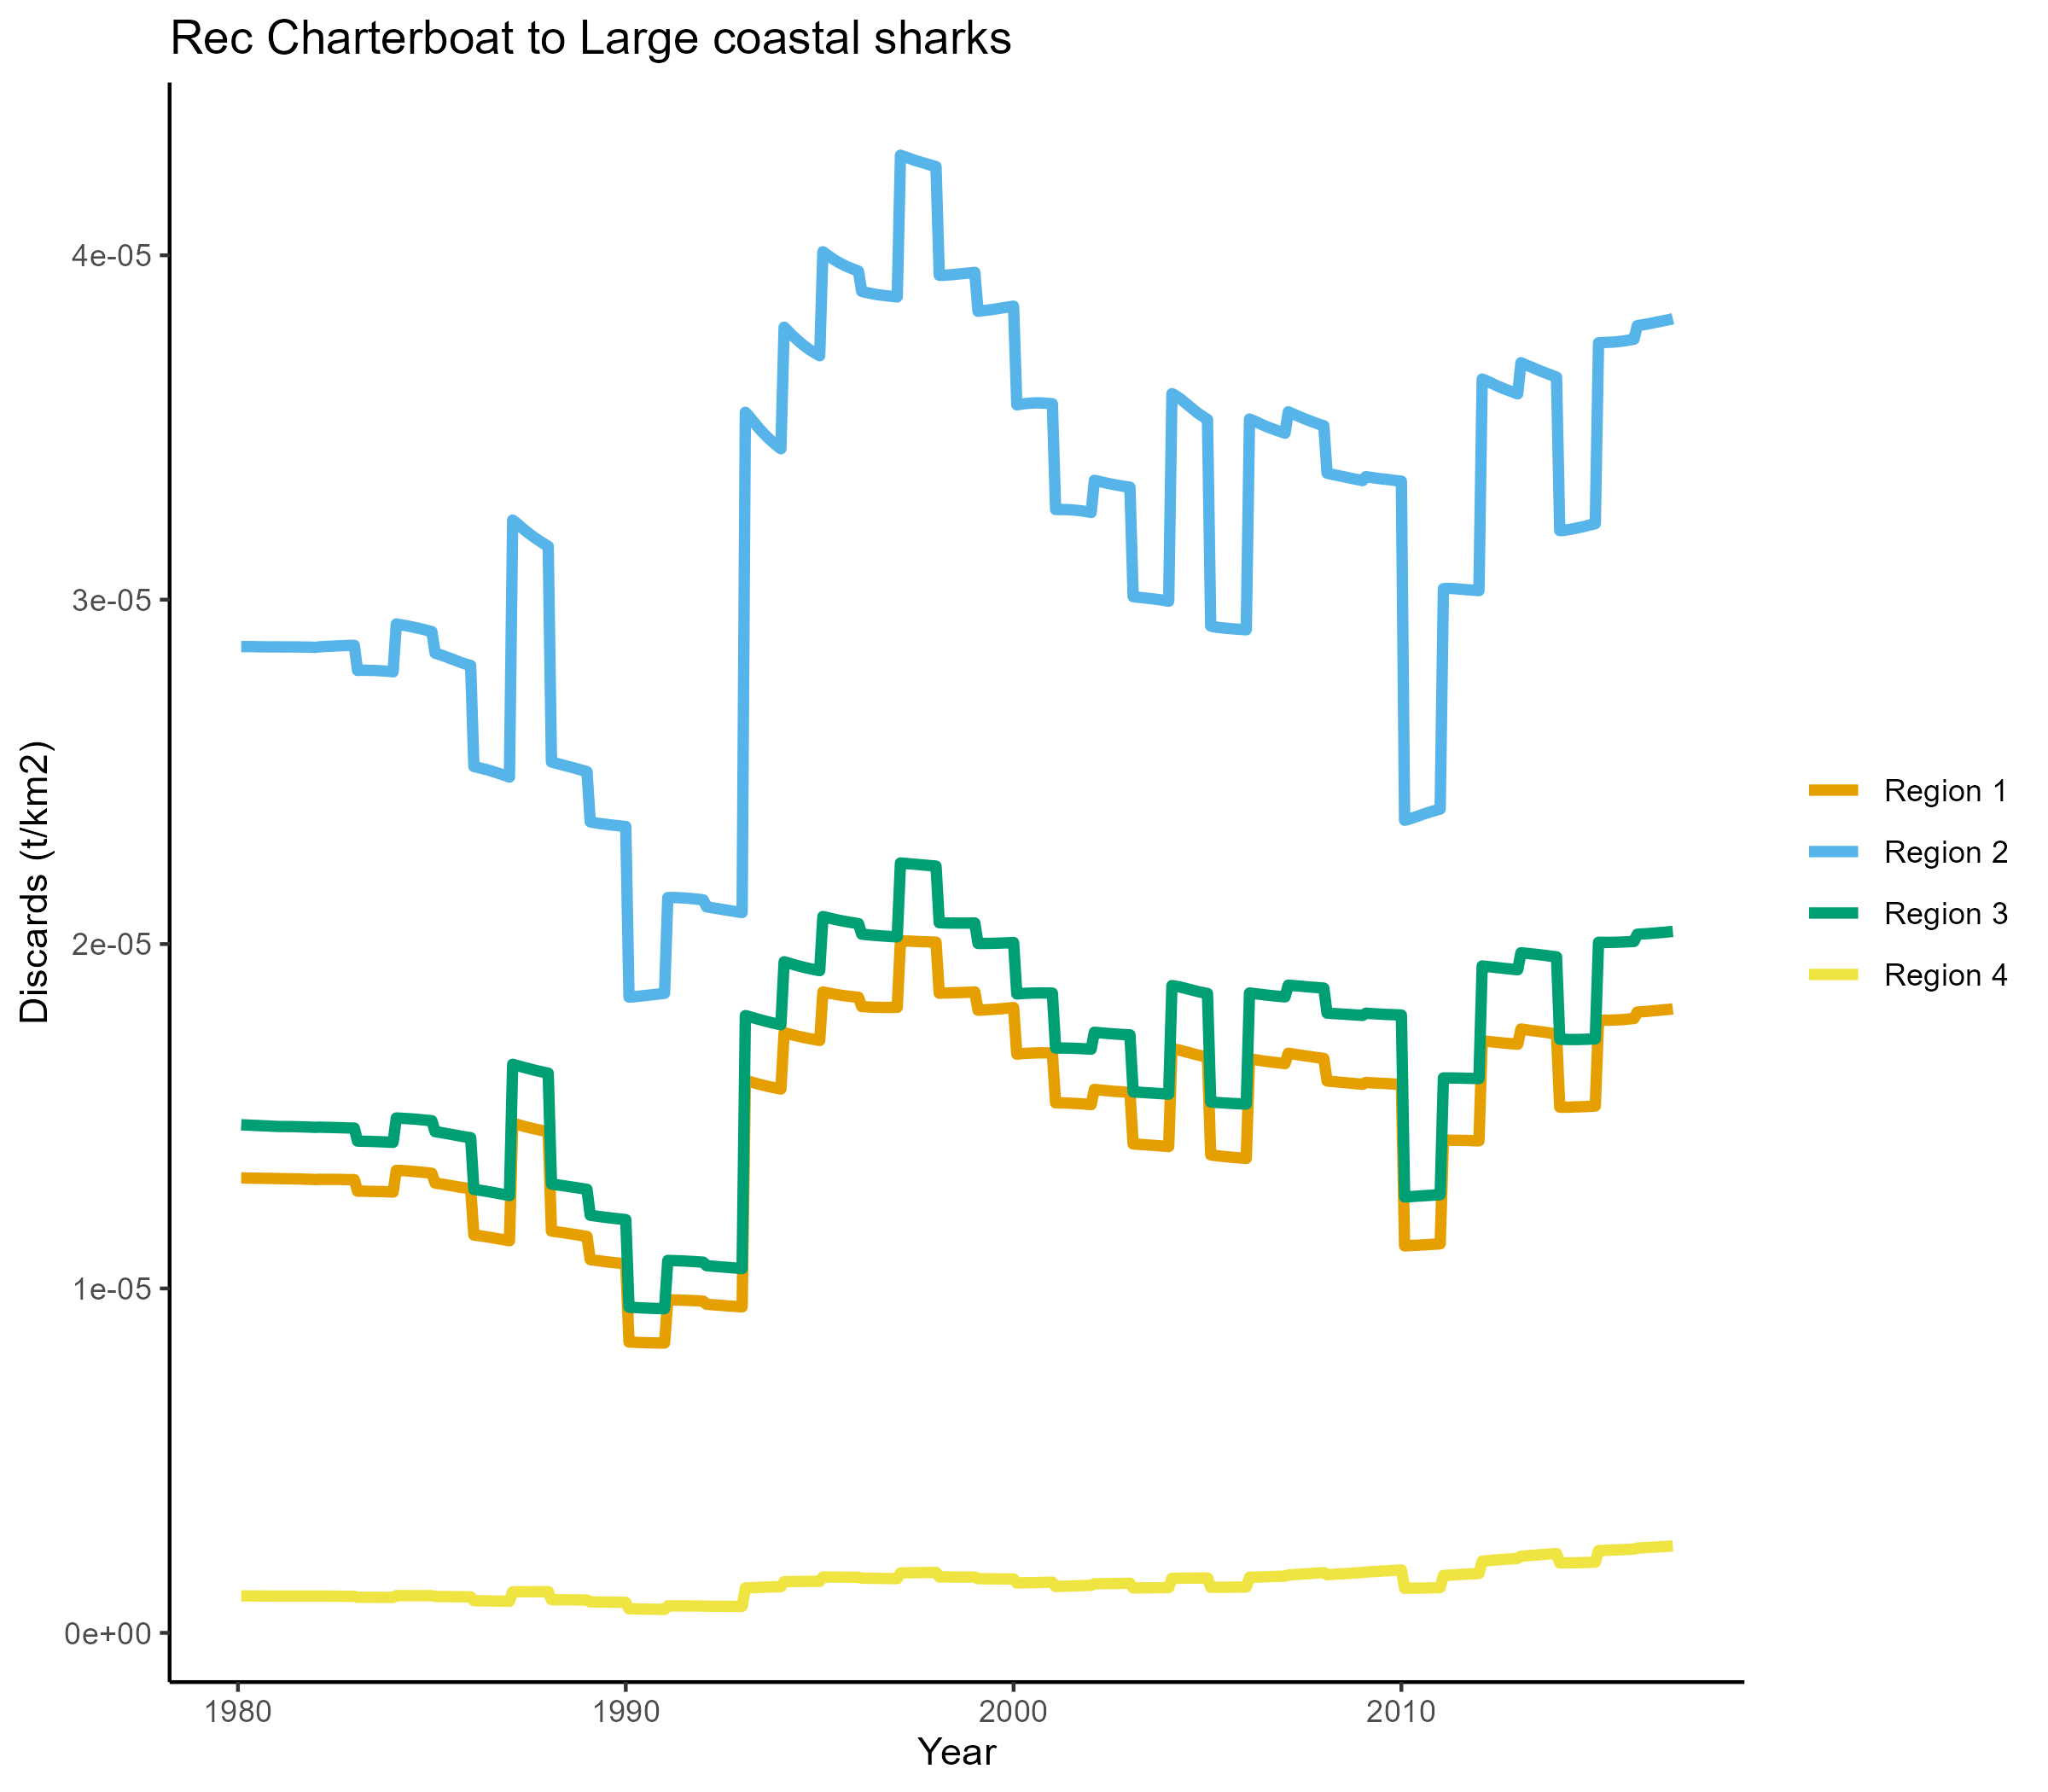 Rec Charterboat to Large coastal sharks
Discards (t/km2)
4e-05
3e-05
2e-05
1e-05
0e+00
1980
1990
2000
2010
Year
Region 1
Region 2
Region 3
Region 4